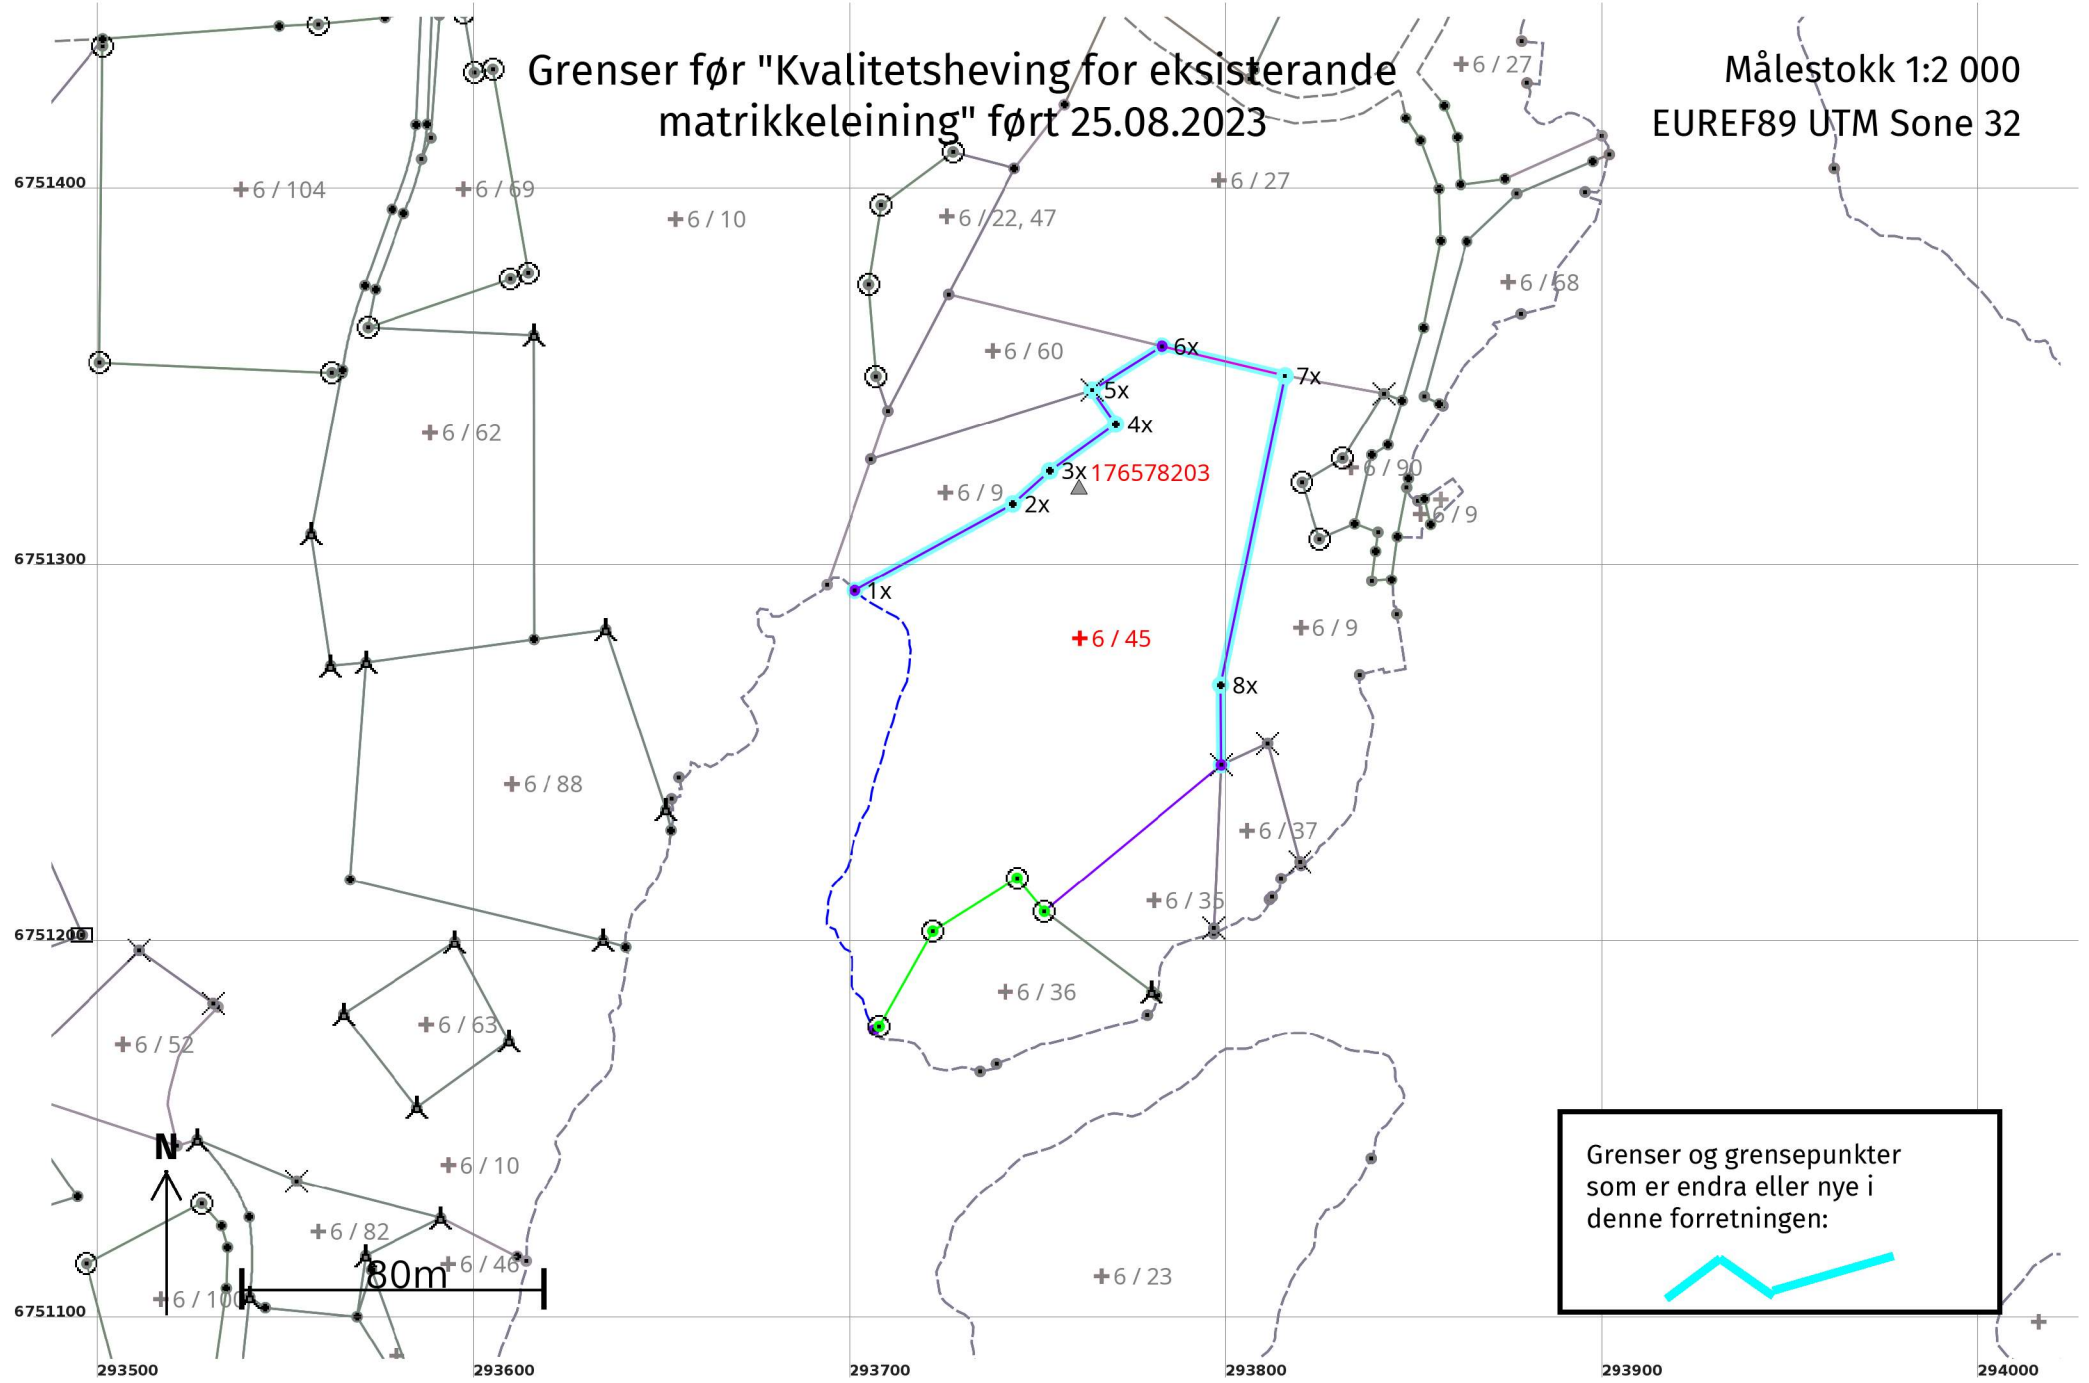 Grenser før "Kvalitetsheving for eksisterande
matrikkeleining" ført 25.08.2023
Målestokk 1:2 000
EUREF89 UTM Sone 32
6 / 27
6751400
6 / 104
6 / 69
6 / 10
6 / 22, 47
6 / 27
6 / 68
6 / 60
6x
7x
5x
4x
6 / 62
6 / 90
3x
176578203
6 / 9
2x
6 / 9
6751300
1x
6 / 45
6 / 9
8x
6 / 88
6 / 37
6 / 35
6751200
6 / 36
6 / 63
6 / 52
N
6 / 10
6 / 82
6 / 46
80m
6 / 100
6 / 23
Grenser og grensepunkter
som er endra eller nye i
denne forretningen:
6751100
293500
293600
293700
293800
293900
294000